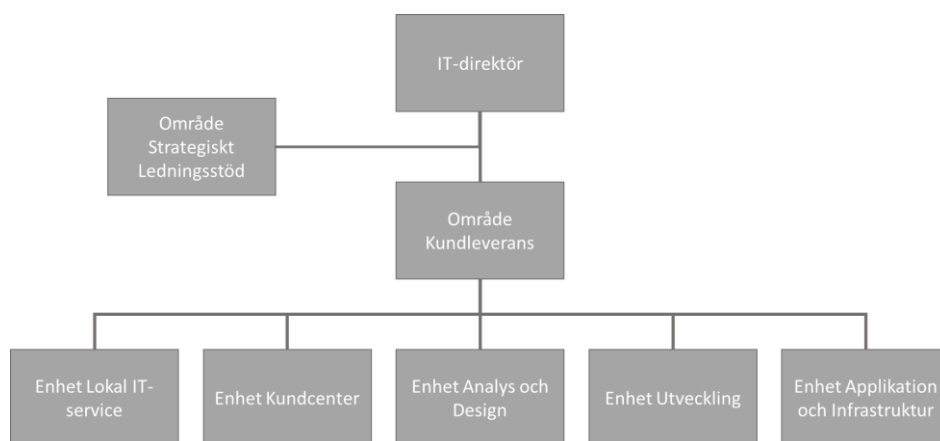 IT-direktör
Område
Strategiskt
Ledningsstöd
Område
Kundleverans
Enhet Lokal IT-
service
Enhet Kundcenter
Enhet Analys och
Design
Enhet Utveckling
Enhet Applikation
och Infrastruktur